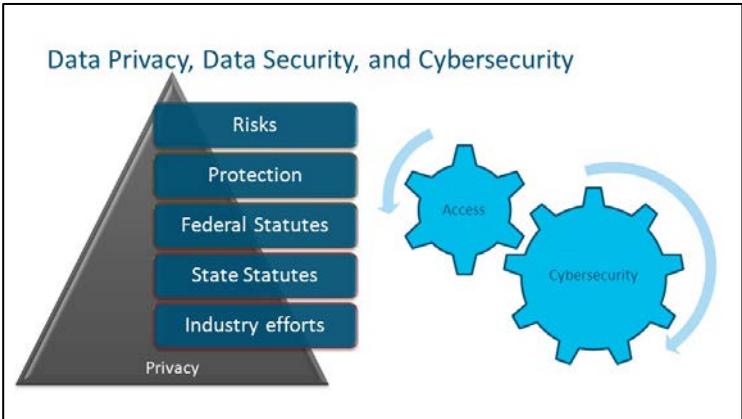 Data Privacy, Data Security, and Cybersecurity
Risks
Protection
Federal Statutes
State Statutes
Industry efforts
Privacy
Access
Cybersecurity